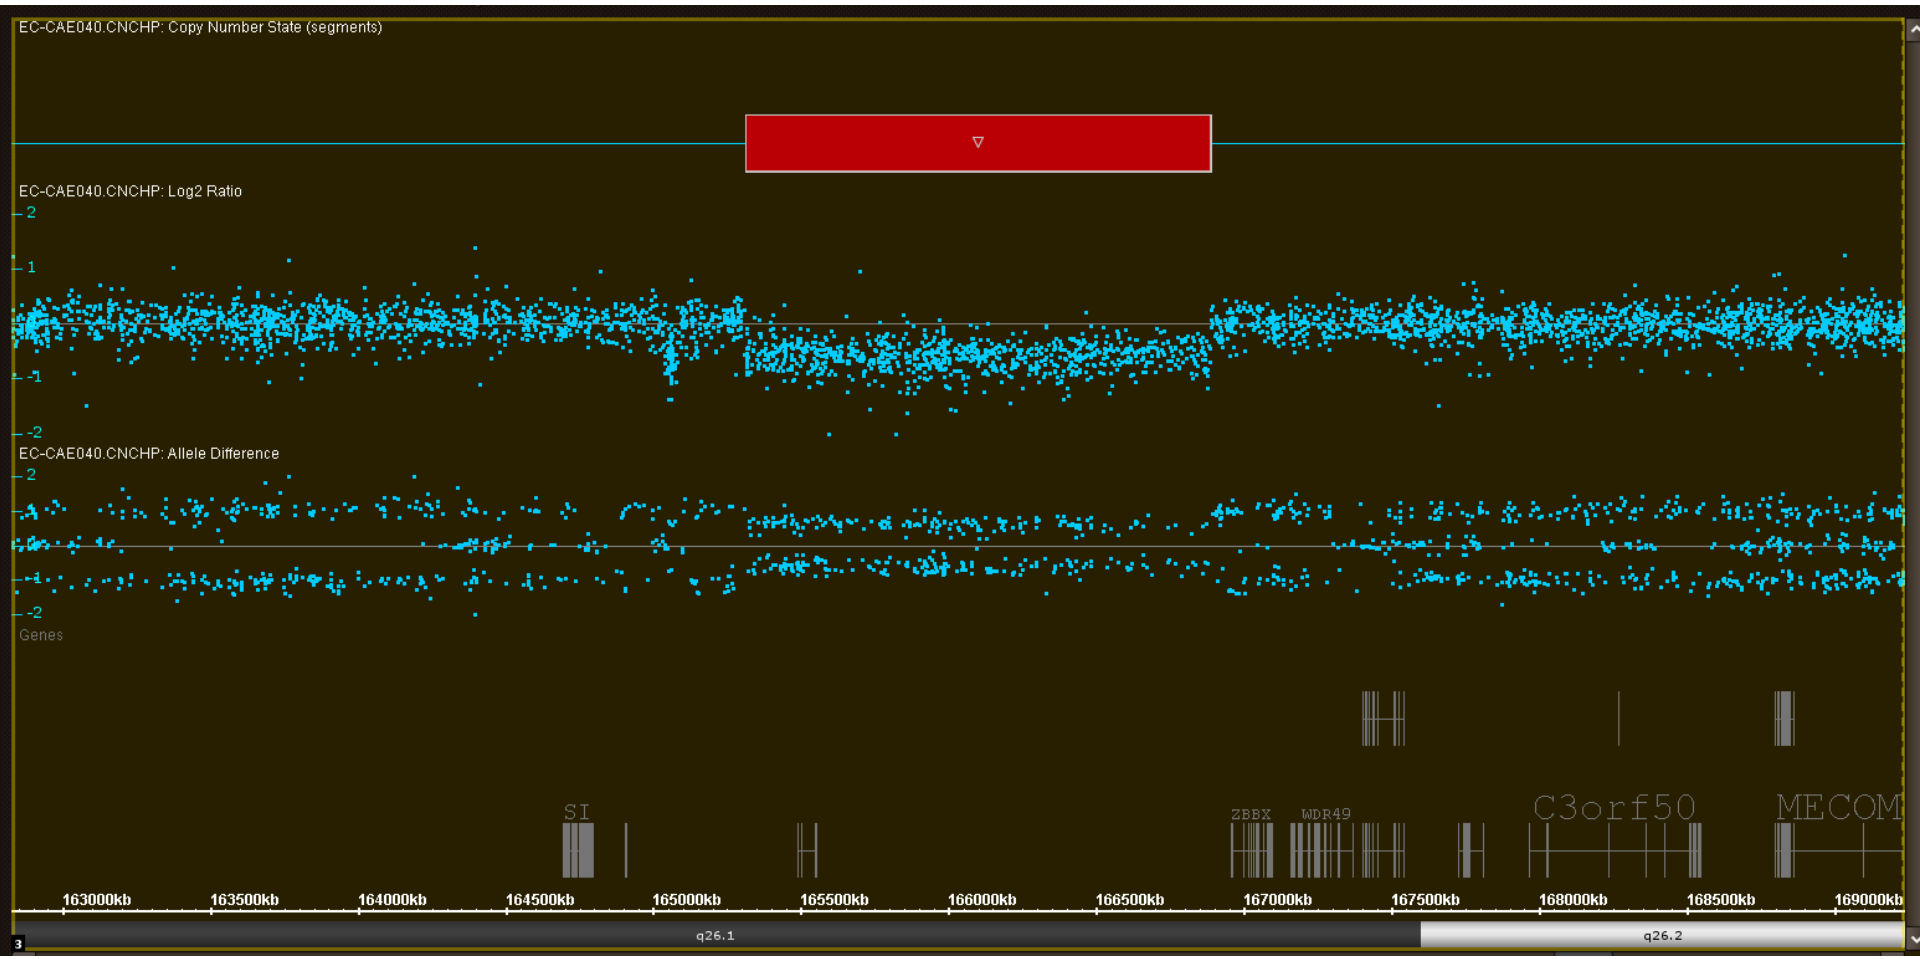 EC-CAE040.CNCHP: Copy Number State (segments)
▽
EC-CAE040.CNCHP: Log2 Ratio
2
1
-1
-2
EC-CAE040.CNCHP: Allele Difference
2
-1
-2
Genes
SI
ZBBX
WDR49
C3orf50
MECOM
163000kb 163500kb 164000kb 164500kb 165000kb 165500kb 166000kb 166500kb 167000kb 167500kb 168000kb 168500kb 169000kb
3
q26.1
q26.2